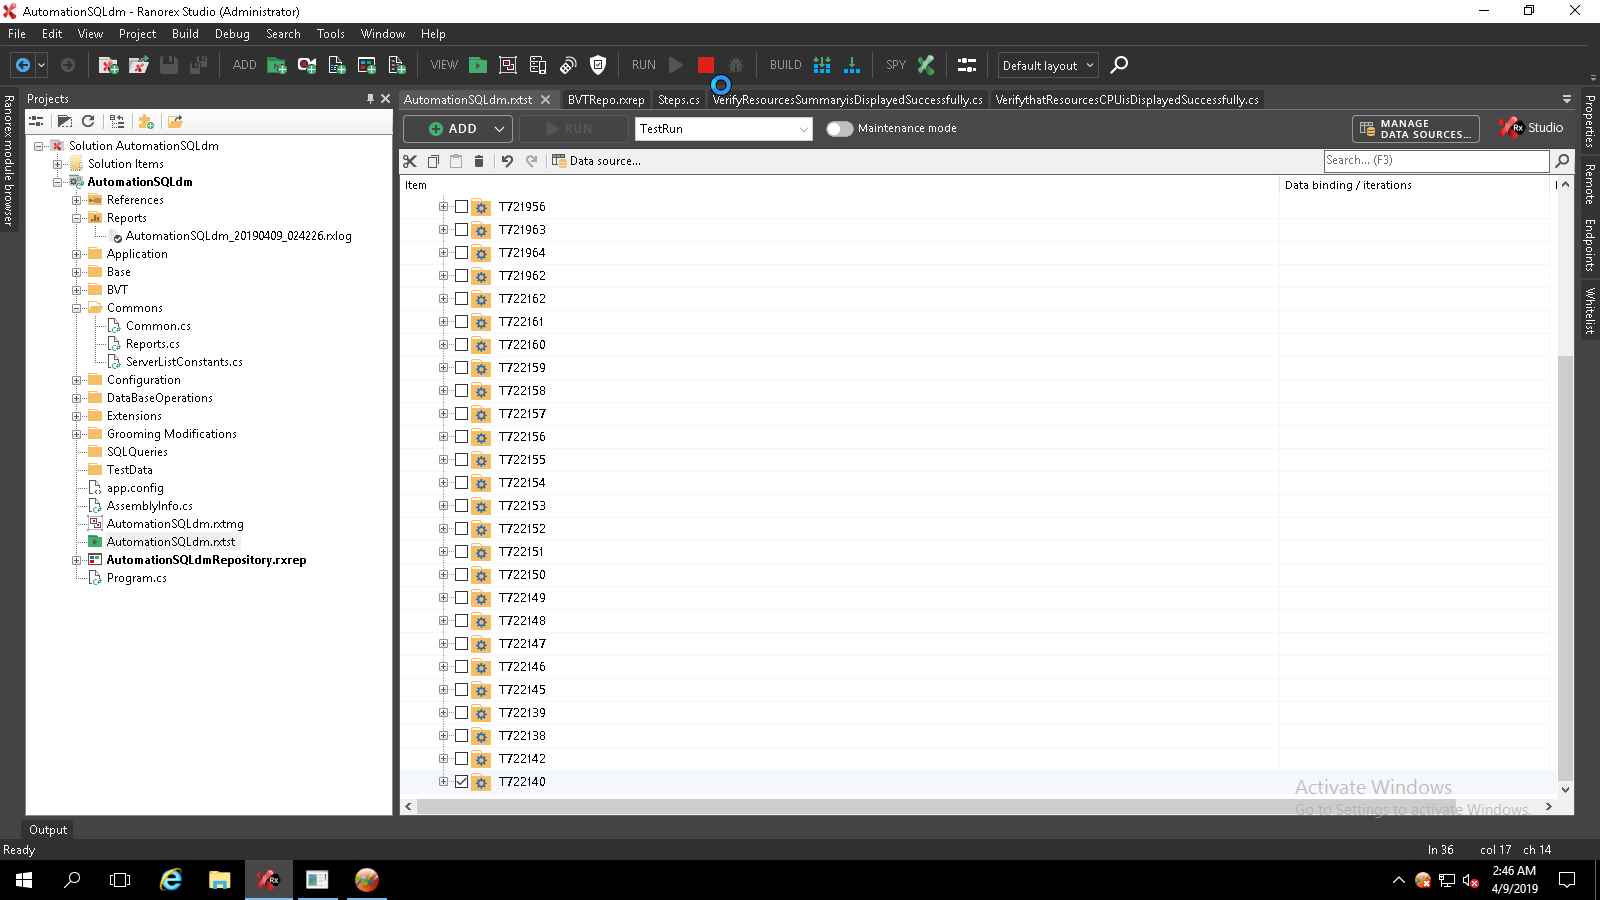 AutomationSQLdm - Ranorex Studio (Administrator)
File Edit View Project Build Debug Search Tools Window Help
ADD VIEW RUN BUILD SPY Default layout
Ranorex module browser
Projects
Solution AutomationSQLdm
Solution Items
AutomationSQLdm
References
Reports
AutomationSQLdm_20190409_024226.rxlog
Application
Base
BVT
Commons
Common.cs
Reports.cs
ServerListConstants.cs
Configuration
DataBaseOperations
Extensions
Grooming Modifications
SQLQueries
TestData
app.config
AssemblyInfo.cs
AutomationSQLdm.rxtmg
AutomationSQLdm.rxtst
AutomationSQLdmRepository.rxrep
Program.cs
AutomationSQLdm.rxtst BVTRepo.rxrep Steps.cs VerifyResourcesSummaryisDisplayedSuccessfully.cs VerifythatResourcesCPUisDisplayedSuccessfully.cs
ADD RUN TestRun Maintenance mode MANAGE
DATA SOURCES... Rx Studio
Data source... Search... (F3)
Item Data binding / iterations
T721956
T721963
T721964
T721962
T722162
T722161
T722160
T722159
T722158
T722157
T722156
T722155
T722154
T722153
T722152
T722151
T722150
T722149
T722148
T722147
T722146
T722145
T722139
T722138
T722142
T722140
Properties
Remote
Endpoints
Whitelist
Activate Windows
Go to Settings to activate Windows.
Output
Ready ln 36 col 17 ch 14
Rx
2:46 AM
4/9/2019